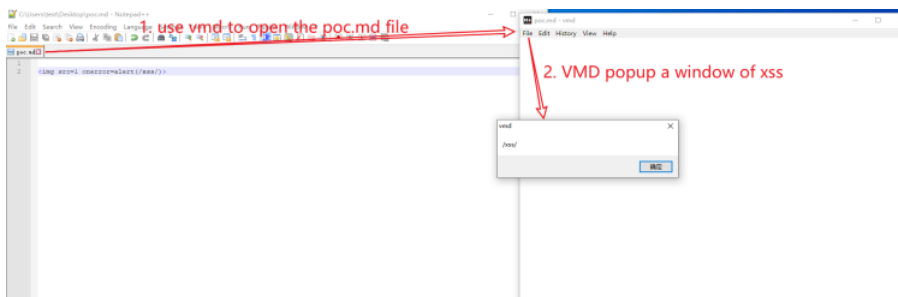 C:\Users\test\Desktop\poc.md - Notepad++
File Edit Search View Encoding Language
1. use vmd to open the poc.md file
poc.md
1
2 <img src=1 onerror=alert(/xss/)>
poc.md - vmd
File Edit History View Help
2. VMD popup a window of xss
vmd
/xss/
确定